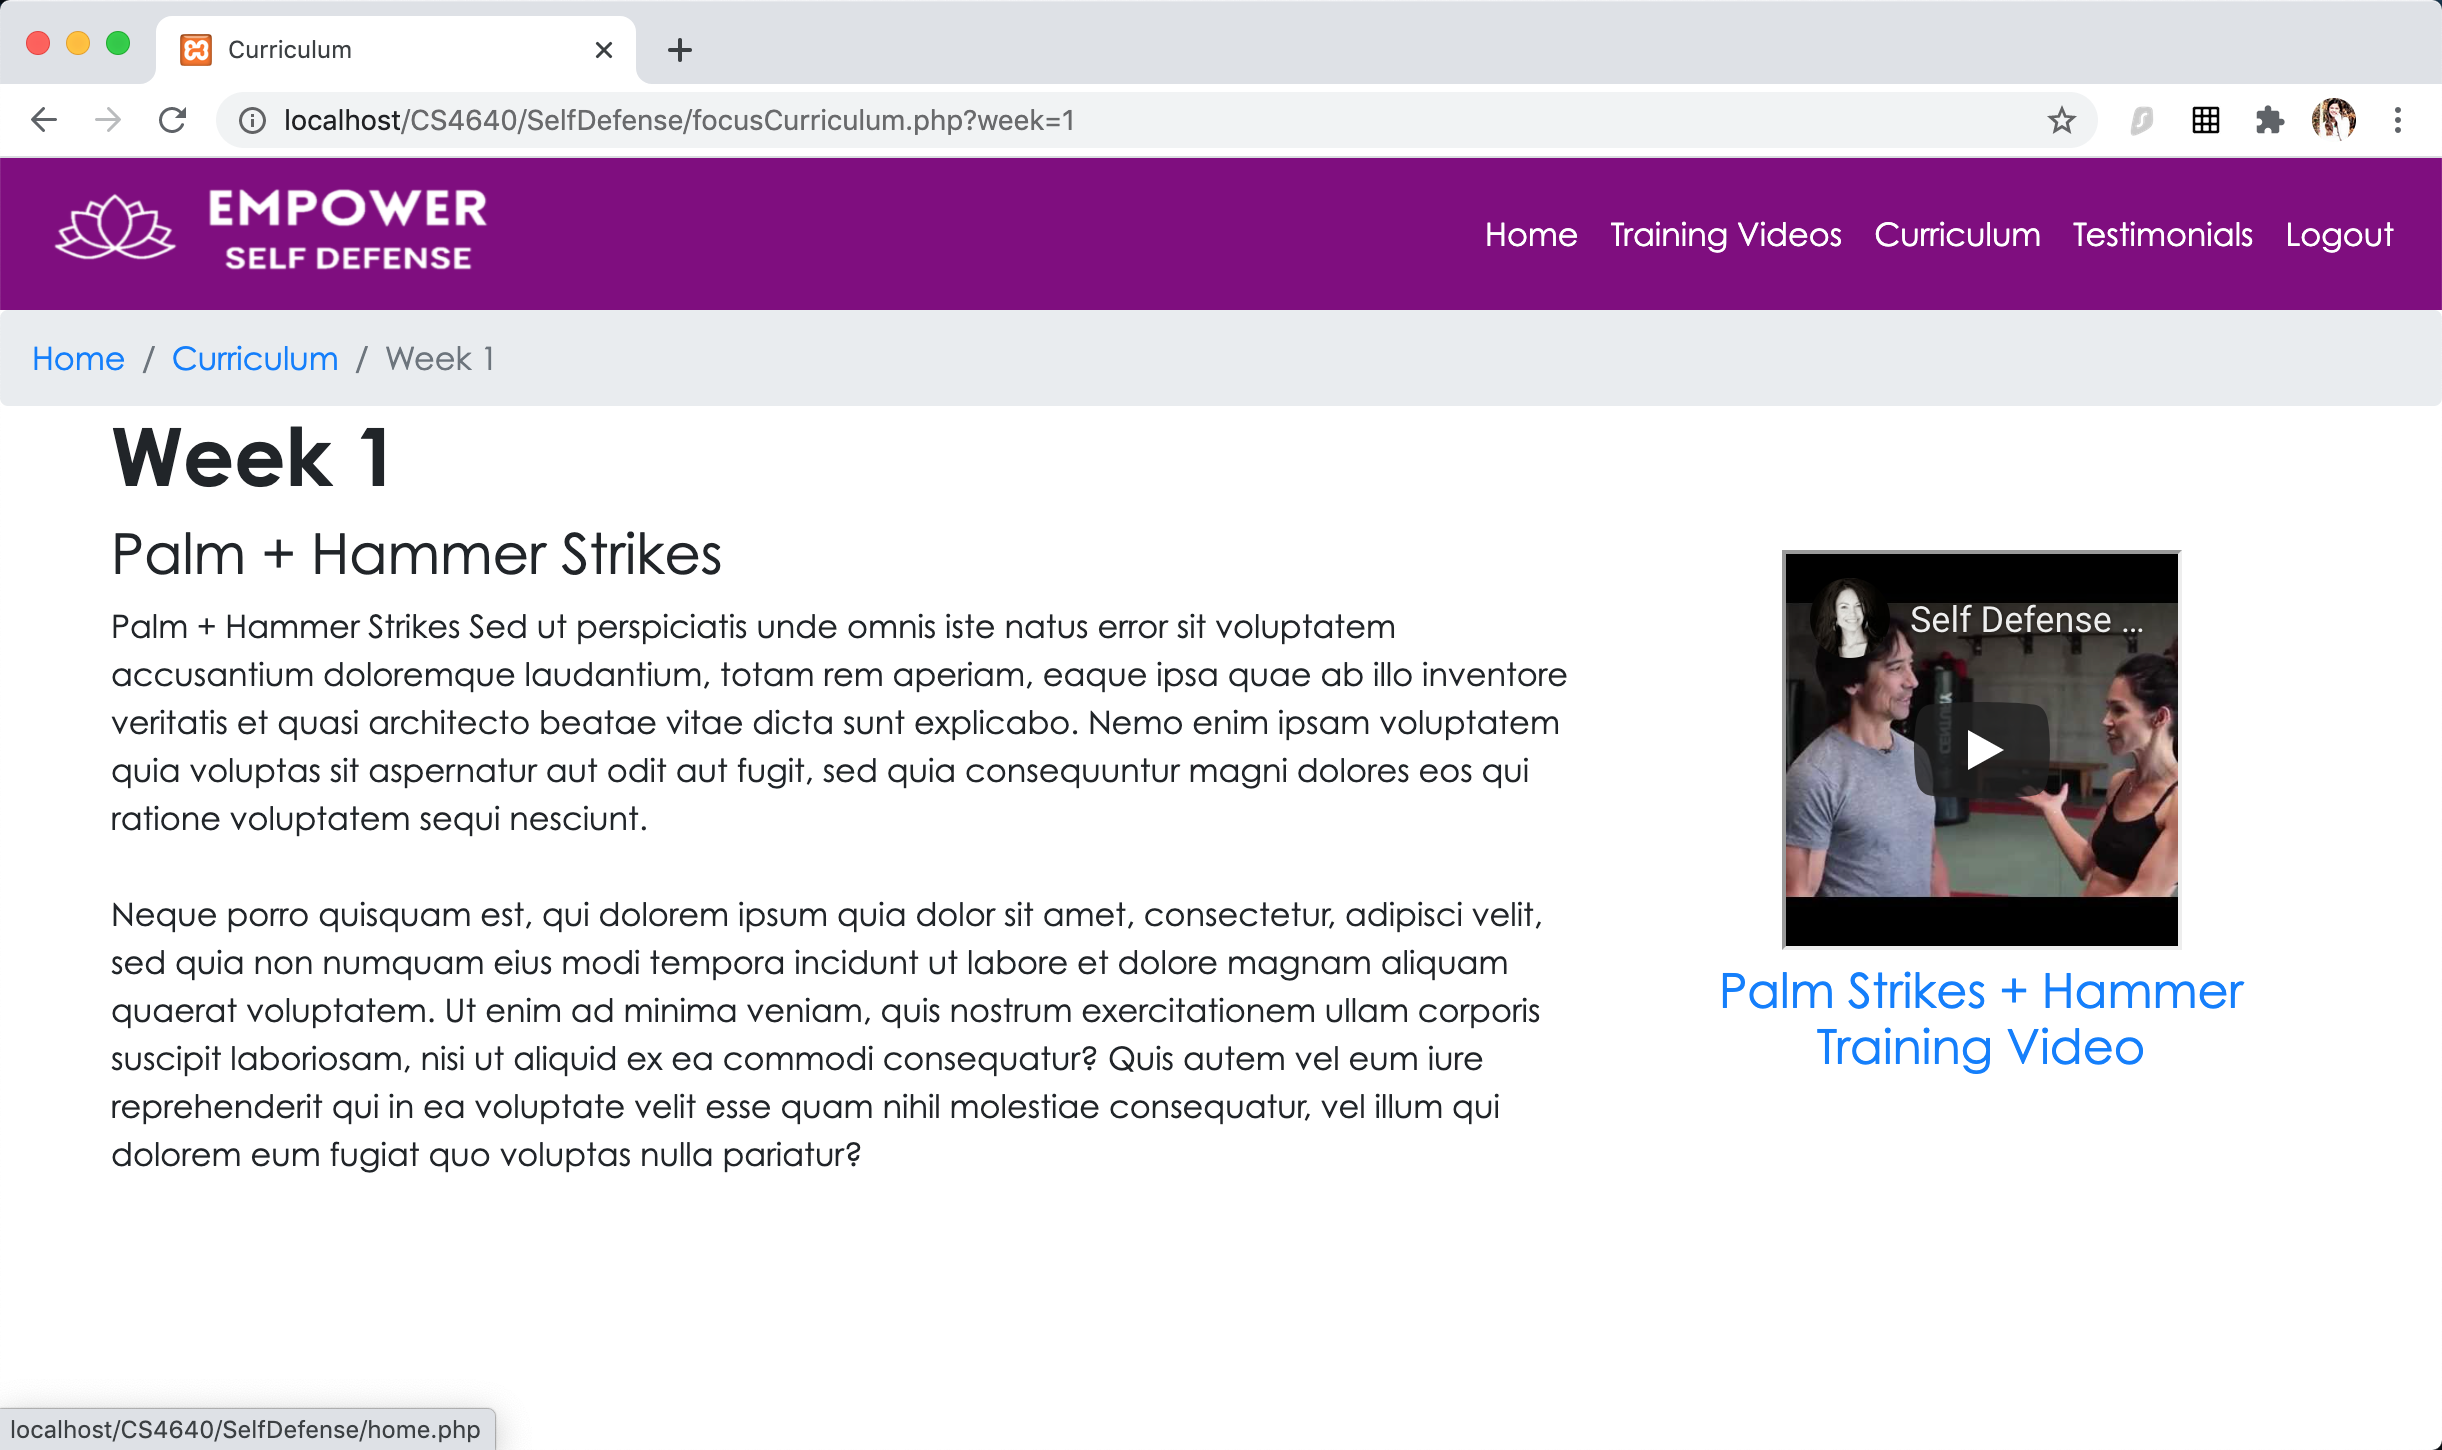 Curriculum
localhost/CS4640/SelfDefense/focusCurriculum.php?week=1
EMPOWER
SELF DEFENSE
Home Training Videos Curriculum Testimonials Logout
Home / Curriculum / Week 1
Week 1
Palm + Hammer Strikes
Palm + Hammer Strikes Sed ut perspiciatis unde omnis iste natus error sit voluptatem
accusantium doloremque laudantium, totam rem aperiam, eaque ipsa quae ab illo inventore
veritatis et quasi architecto beatae vitae dicta sunt explicabo. Nemo enim ipsam voluptatem
quia voluptas sit aspernatur aut odit aut fugit, sed quia consequuntur magni dolores eos qui
ratione voluptatem sequi nesciunt.
Neque porro quisquam est, qui dolorem ipsum quia dolor sit amet, consectetur, adipisci velit,
sed quia non numquam eius modi tempora incidunt ut labore et dolore magnam aliquam
quaerat voluptatem. Ut enim ad minima veniam, quis nostrum exercitationem ullam corporis
suscipit laboriosam, nisi ut aliquid ex ea commodi consequatur? Quis autem vel eum iure
reprehenderit qui in ea voluptate velit esse quam nihil molestiae consequatur, vel illum qui
dolorem eum fugiat quo voluptas nulla pariatur?
Self Defense ...
Palm Strikes + Hammer
Training Video
localhost/CS4640/SelfDefense/home.php